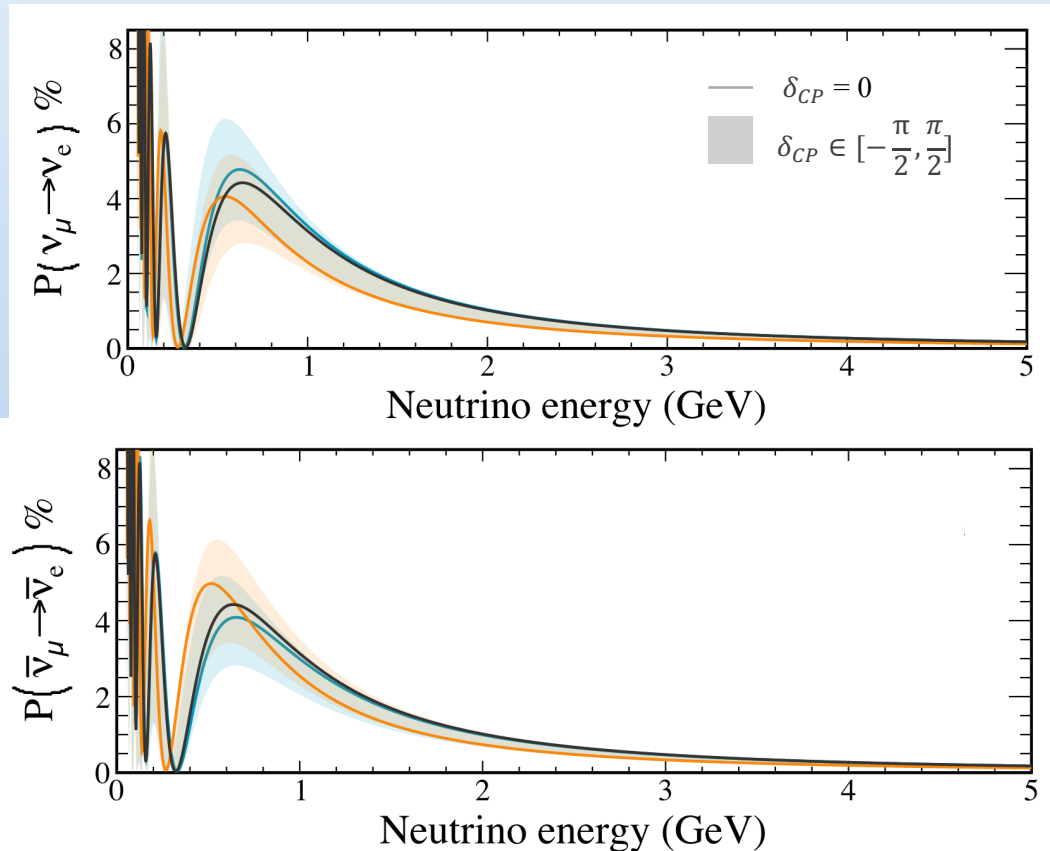 P(ν_μ→ν_e) %
8
6
4
2
0
δ_CP = 0
δ_CP ∈ [−π/2, π/2]
0 1 2 3 4 5
Neutrino energy (GeV)
P(ν̄_μ→ν̄_e) %
8
6
4
2
0
0 1 2 3 4 5
Neutrino energy (GeV)